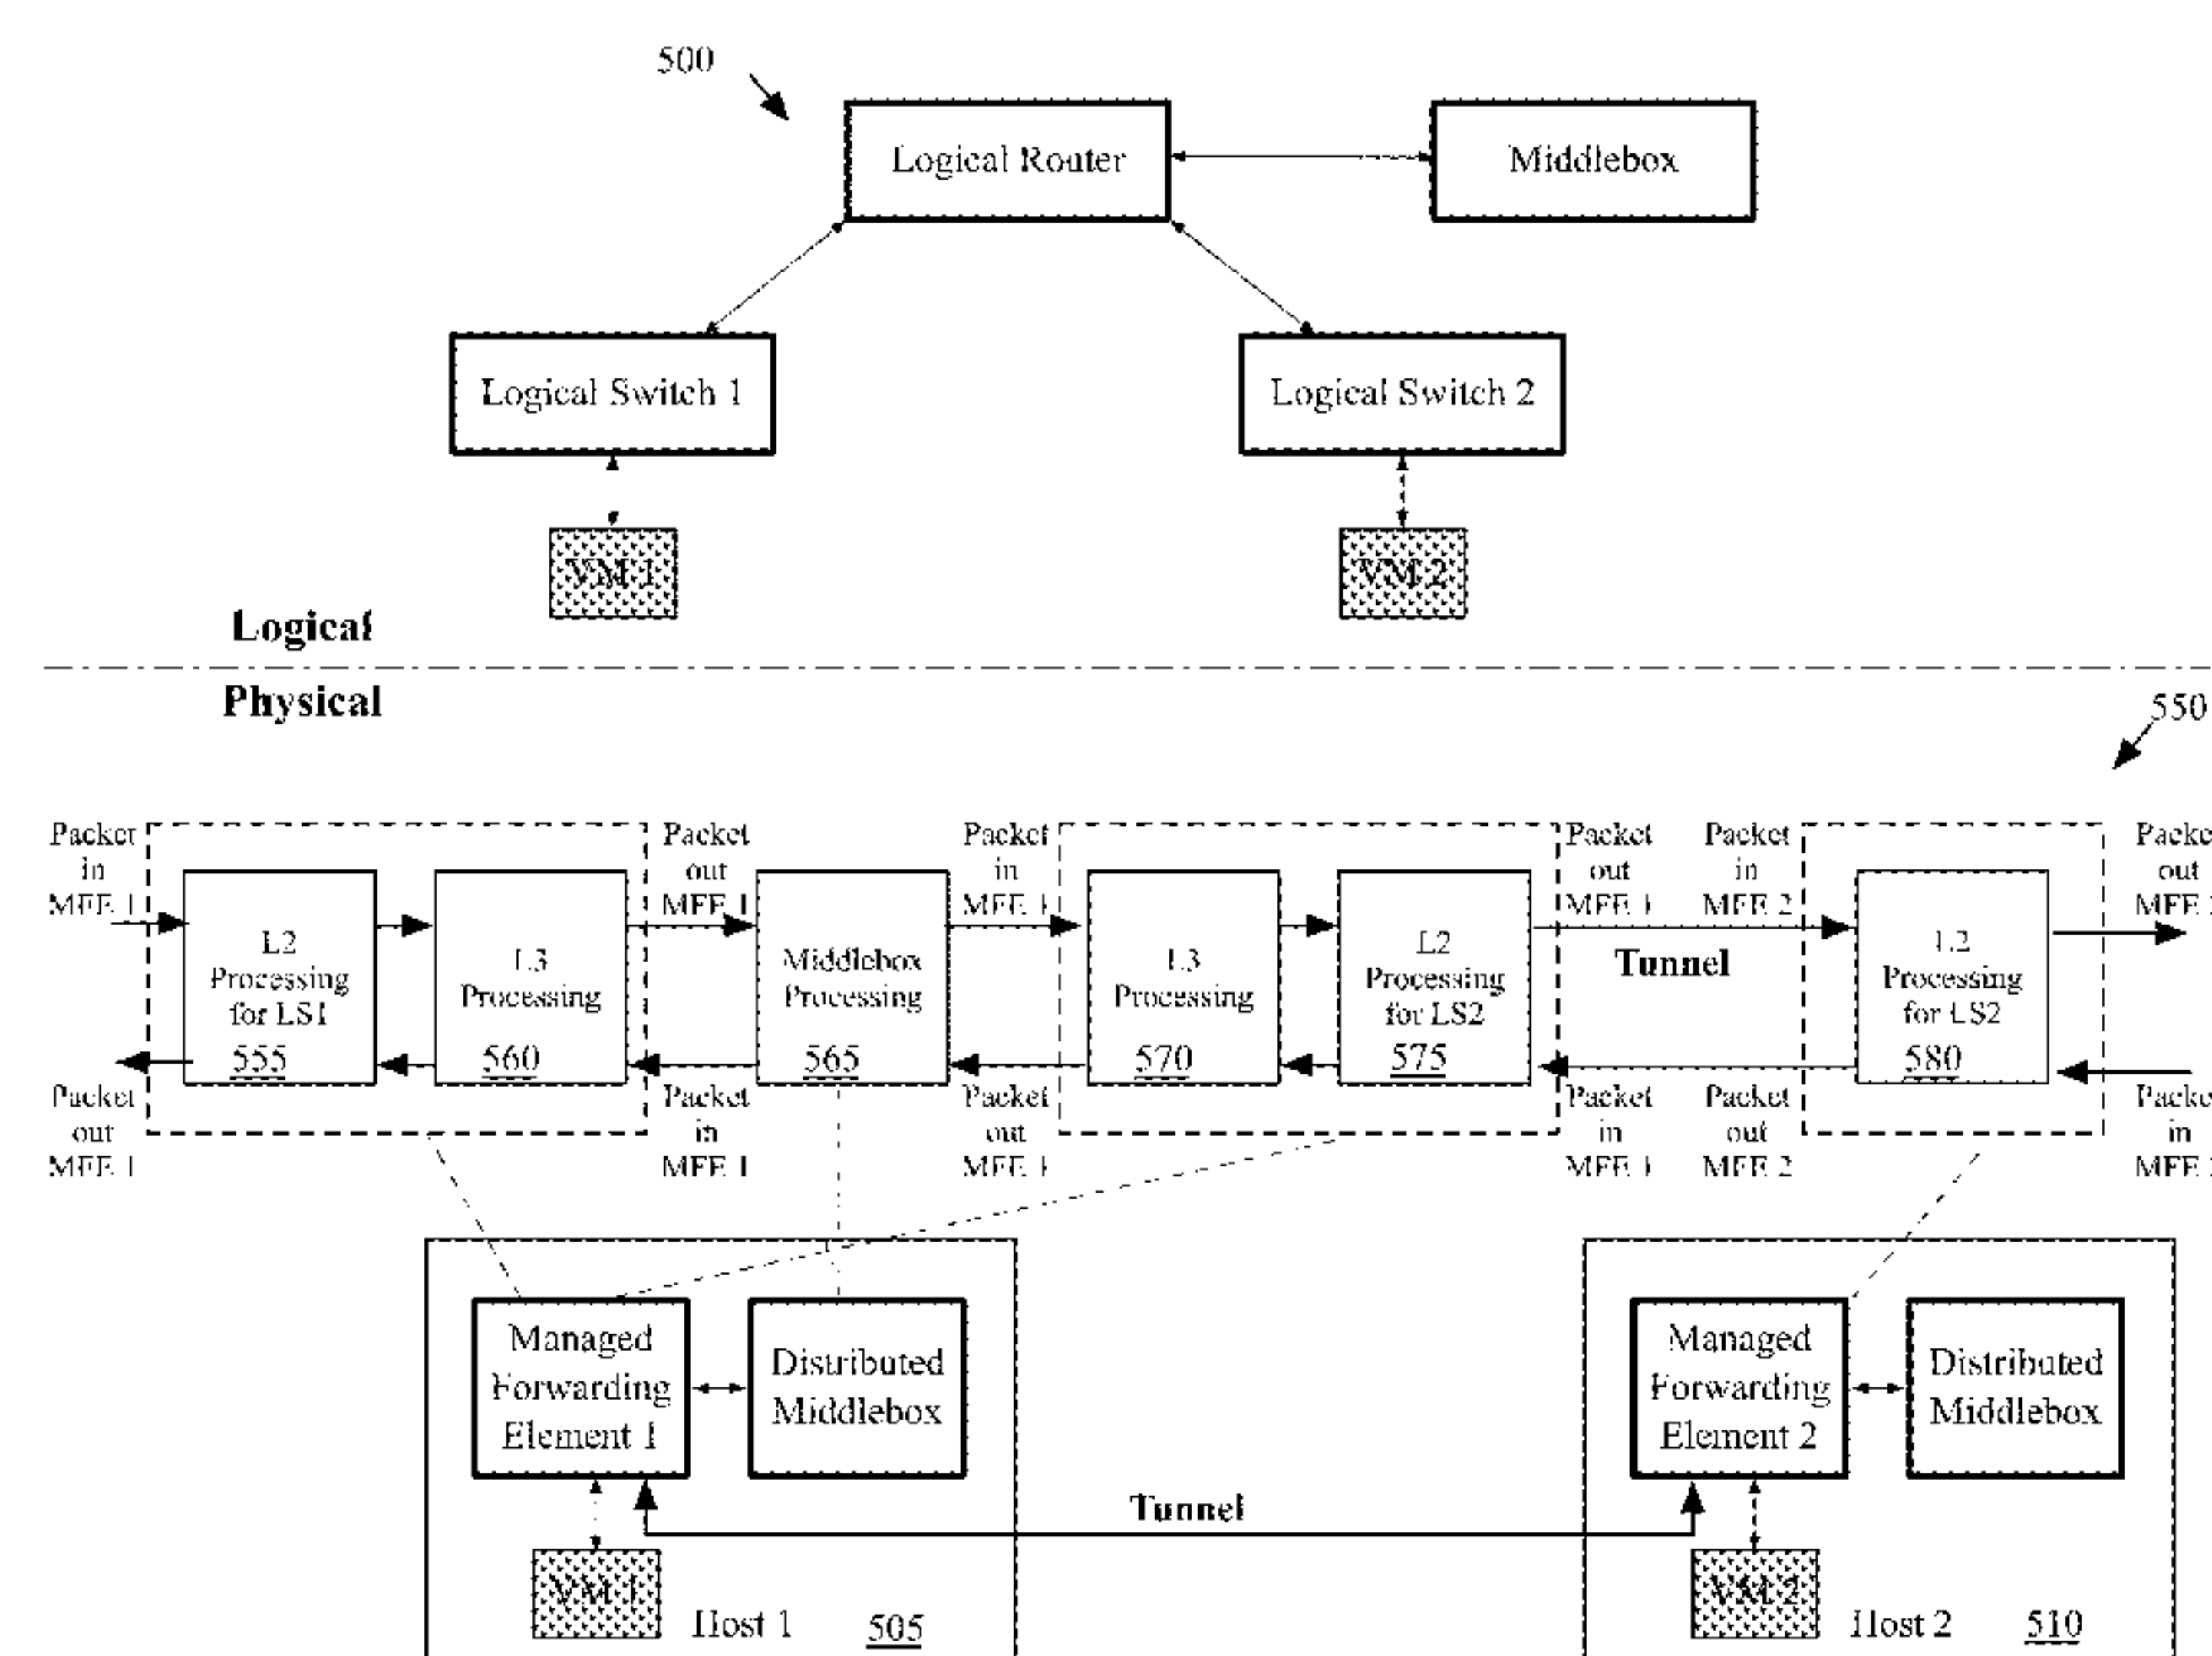 500
Logical Router
Middlebox
Logical Switch 1
Logical Switch 2
VM 1
VM 2
Logical
Physical
550
Packet
in
MFE 1
Packet
out
MFE 1
Packet
in
MFE 1
Packet
out
MFE 1
Packet
in
MFE 2
out
L2
Processing
for LS1
555
L3
Processing
560
Middlebox
Processing
565
L3
Processing
570
L2
Processing
for LS2
575
Tunnel
L2
Processing
for LS2
580
Packet
out
MFE 1
Packet
in
MFE 1
Packet
out
MFE 1
Packet
in
MFE 1
Packet
out
MFE 2
in
Managed
Forwarding
Element 1
Distributed
Middlebox
Managed
Forwarding
Element 2
Distributed
Middlebox
Tunnel
VM 1
Host 1
505
VM 2
Host 2
510